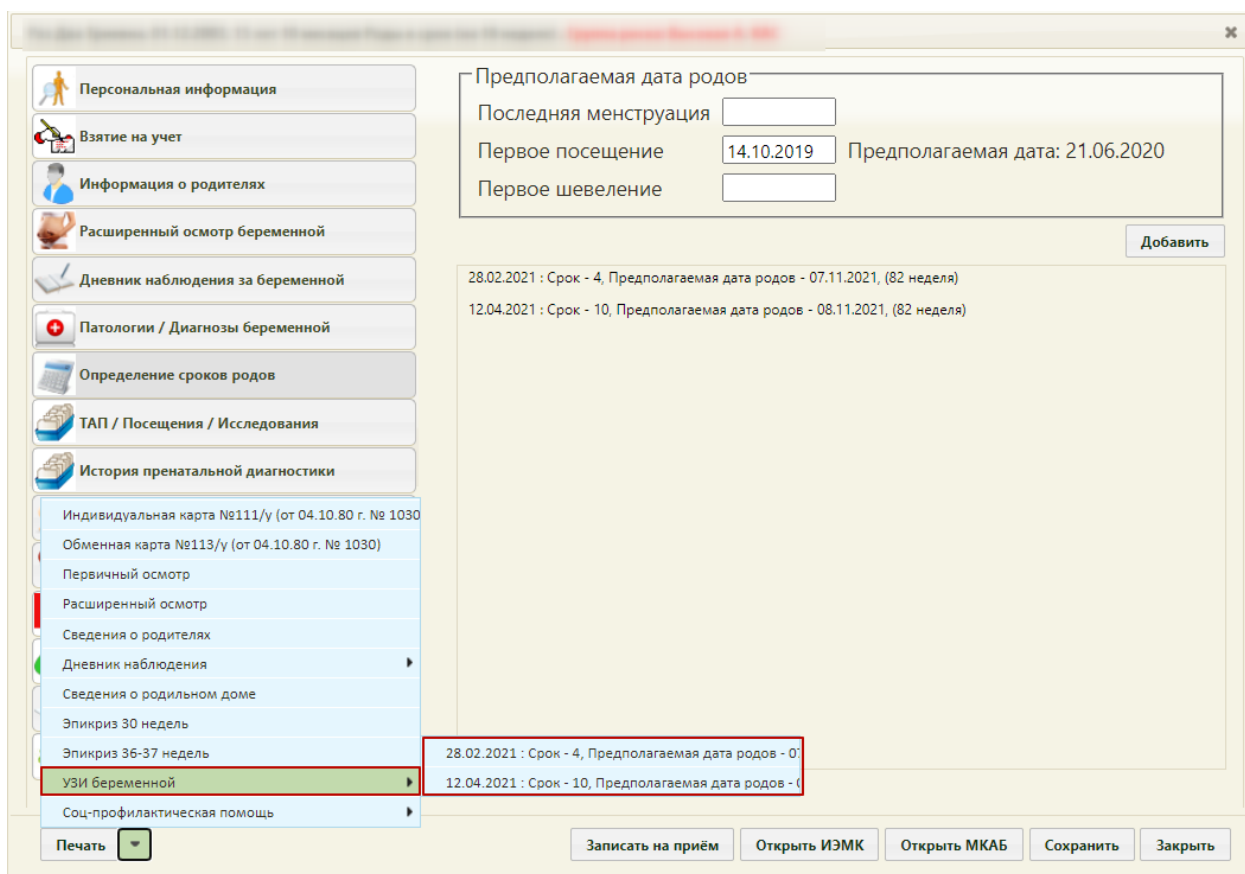 Персональная информация
Взятие на учет
Информация о родителях
Расширенный осмотр беременной
Дневник наблюдения за беременной
Патологии / Диагнозы беременной
Определение сроков родов
ТАП / Посещения / Исследования
История пренатальной диагностики
Предполагаемая дата родов
Последняя менструация
Первое посещение 14.10.2019 Предполагаемая дата: 21.06.2020
Первое шевеление
Добавить
28.02.2021 : Срок - 4, Предполагаемая дата родов - 07.11.2021, (82 неделя)
12.04.2021 : Срок - 10, Предполагаемая дата родов - 08.11.2021, (82 неделя)
Индивидуальная карта №111/у (от 04.10.80 г. № 1030
Обменная карта №113/у (от 04.10.80 г. № 1030)
Первичный осмотр
Расширенный осмотр
Сведения о родителях
Дневник наблюдения
Сведения о родильном доме
Эпикриз 30 недель
Эпикриз 36-37 недель
УЗИ беременной
Соц-профилактическая помощь
28.02.2021 : Срок - 4, Предполагаемая дата родов - 07
12.04.2021 : Срок - 10, Предполагаемая дата родов -
Печать
Записать на приём
Открыть ИЭМК
Открыть МКАБ
Сохранить
Закрыть